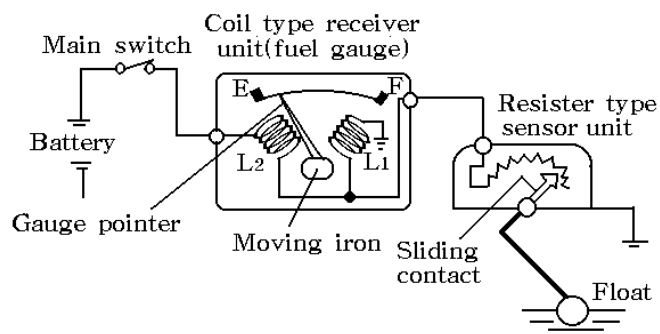 Coil type receiver
unit(fuel gauge)
Main switch
E
F
Resister type
sensor unit
Battery
L2
L1
Gauge pointer
Moving iron
Sliding
contact
Float